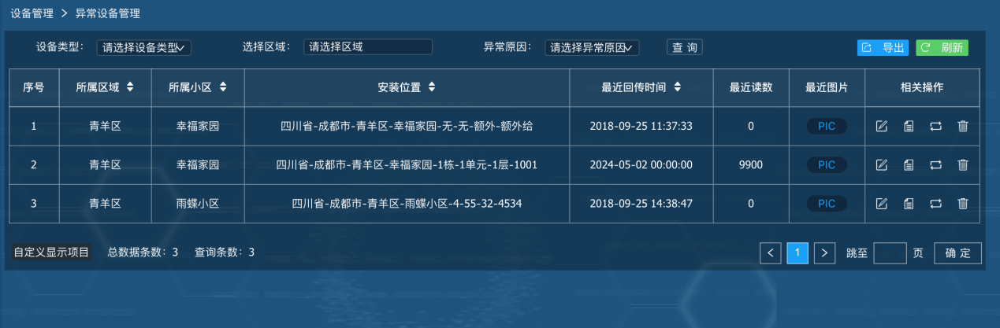 设备管理 > 异常设备管理
设备类型： 请选择设备类型 选择区域： 请选择区域 异常原因： 请选择异常原因 查 询 导出 刷新
序号 所属区域 所属小区 安装位置 最近回传时间 最近读数 最近图片 相关操作
1 青羊区 幸福家园 四川省-成都市-青羊区-幸福家园-无-无-额外-额外给 2018-09-25 11:37:33 0 PIC
2 青羊区 幸福家园 四川省-成都市-青羊区-幸福家园-1栋-1单元-1层-1001 2024-05-02 00:00:00 9900 PIC
3 青羊区 雨蝶小区 四川省-成都市-青羊区-雨蝶小区-4-55-32-4534 2018-09-25 14:38:47 0 PIC
自定义显示项目 总数据条数：3 查询条数：3 < 1 > 跳至 页 确 定